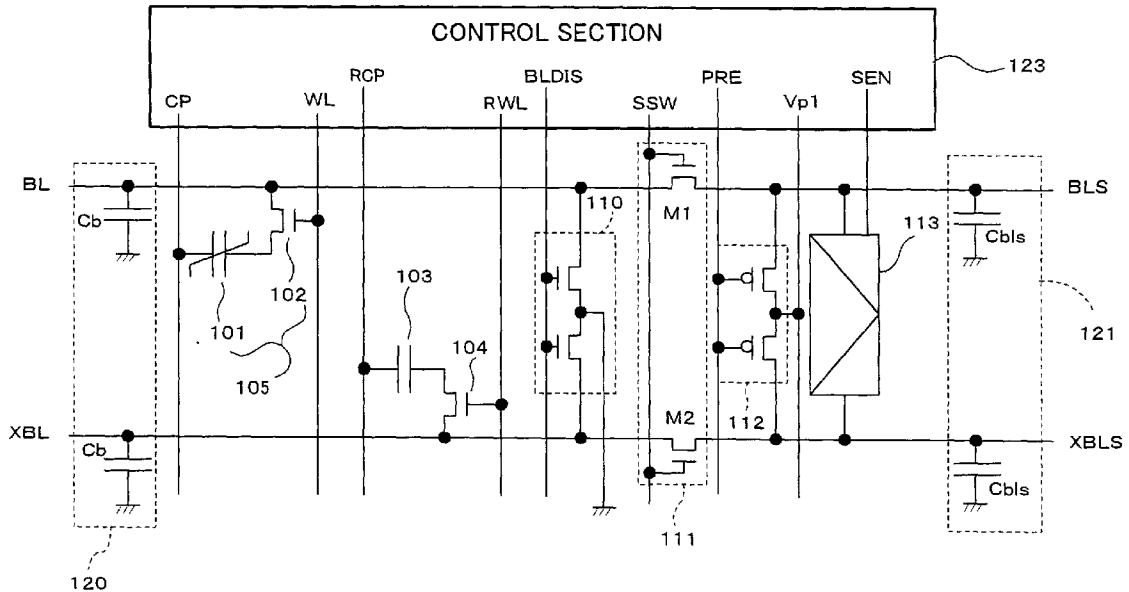 CONTROL SECTION
123
RCP
BLDIS
PRE
SEN
CP
WL
RWL
SSW
Vp1
BL
BLS
Cb
M1
110
113
Cbls
101
102
103
121
105
104
112
M2
XBL
XBLS
Cb
Cbls
111
120